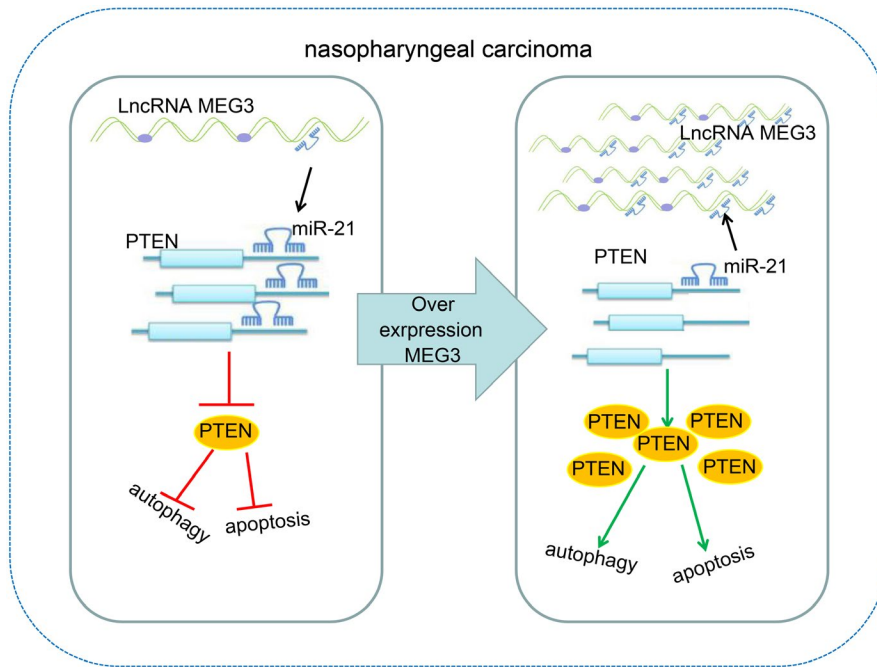 nasopharyngeal carcinoma
LncRNA MEG3
miR-21
PTEN
PTEN
autophagy
apoptosis
Over
exrpression
MEG3
LncRNA MEG3
PTEN
miR-21
PTEN
PTEN
PTEN
PTEN
PTEN
autophagy
apoptosis